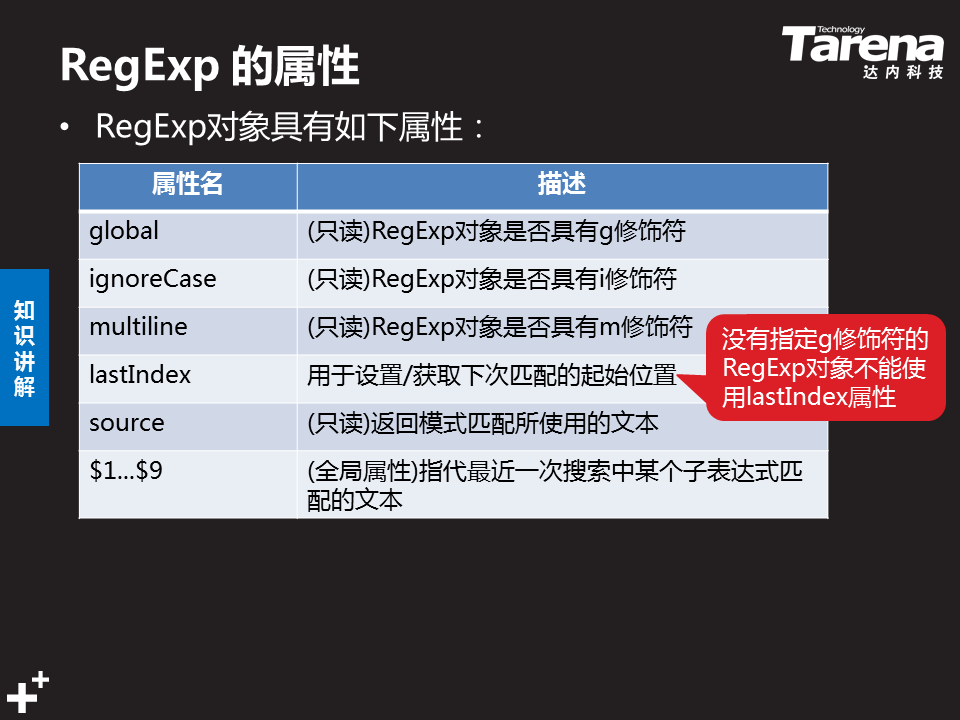 RegExp 的属性
Technology
Tarena
达内科技
• RegExp对象具有如下属性：
属性名 描述
global (只读)RegExp对象是否具有g修饰符
ignoreCase (只读)RegExp对象是否具有i修饰符
multiline (只读)RegExp对象是否具有m修饰符
lastIndex 用于设置/获取下次匹配的起始位置
source (只读)返回模式匹配所使用的文本
$1...$9 (全局属性)指代最近一次搜索中某个子表达式匹
配的文本
没有指定g修饰符的
RegExp对象不能使
用lastIndex属性
知
识
讲
解